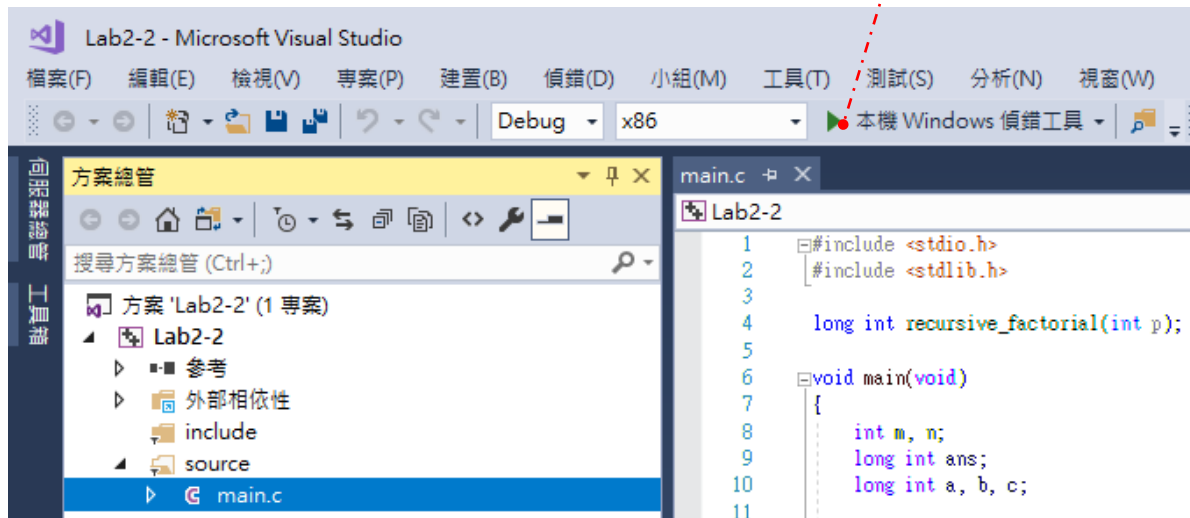 Lab2-2 - Microsoft Visual Studio
檔案(F) 編輯(E) 檢視(V) 專案(P) 建置(B) 偵錯(D) 小組(M) 工具(T) 測試(S) 分析(N) 視窗(W)
Debug x86 本機 Windows 偵錯工具
伺服器總管
工具箱
方案總管
搜尋方案總管 (Ctrl+;)
方案 'Lab2-2' (1 專案)
Lab2-2
參考
外部相依性
include
source
main.c
main.c
Lab2-2
1 #include <stdio.h>
2 #include <stdlib.h>
3
4 long int recursive_factorial(int p);
5
6 void main(void)
7 {
8 int m, n;
9 long int ans;
10 long int a, b, c;
11